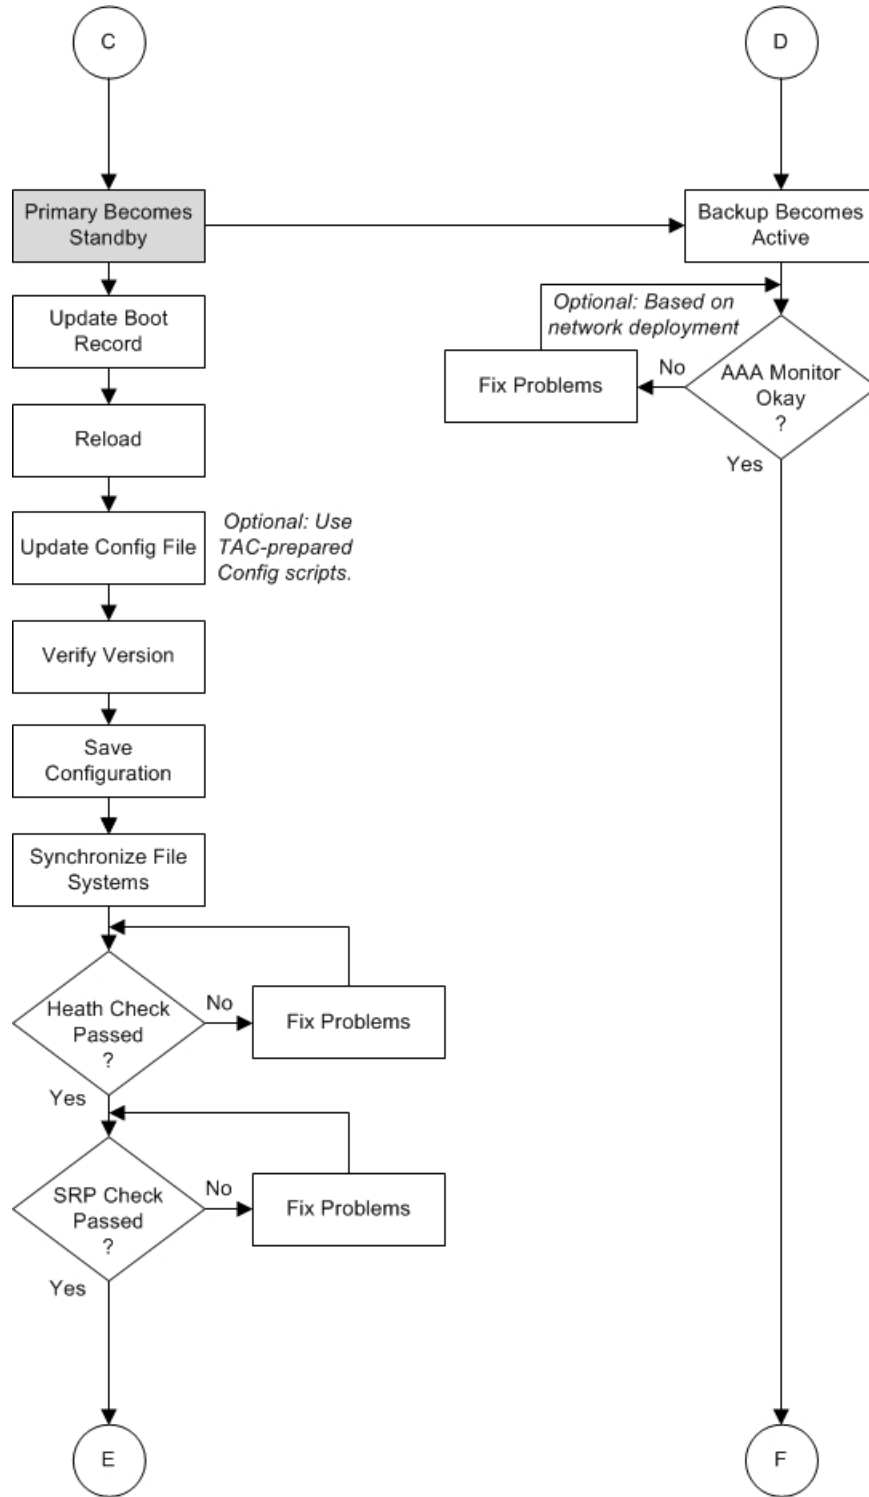 C
D
Primary Becomes
Standby
Backup Becomes
Active
Update Boot
Record
Optional: Based on
network deployment
Fix Problems
No
AAA Monitor
Okay
?
Yes
Reload
Update Config File
Optional: Use
TAC-prepared
Config scripts.
Verify Version
Save
Configuration
Synchronize File
Systems
Heath Check
Passed
?
No
Fix Problems
Yes
SRP Check
Passed
?
No
Fix Problems
Yes
E
F